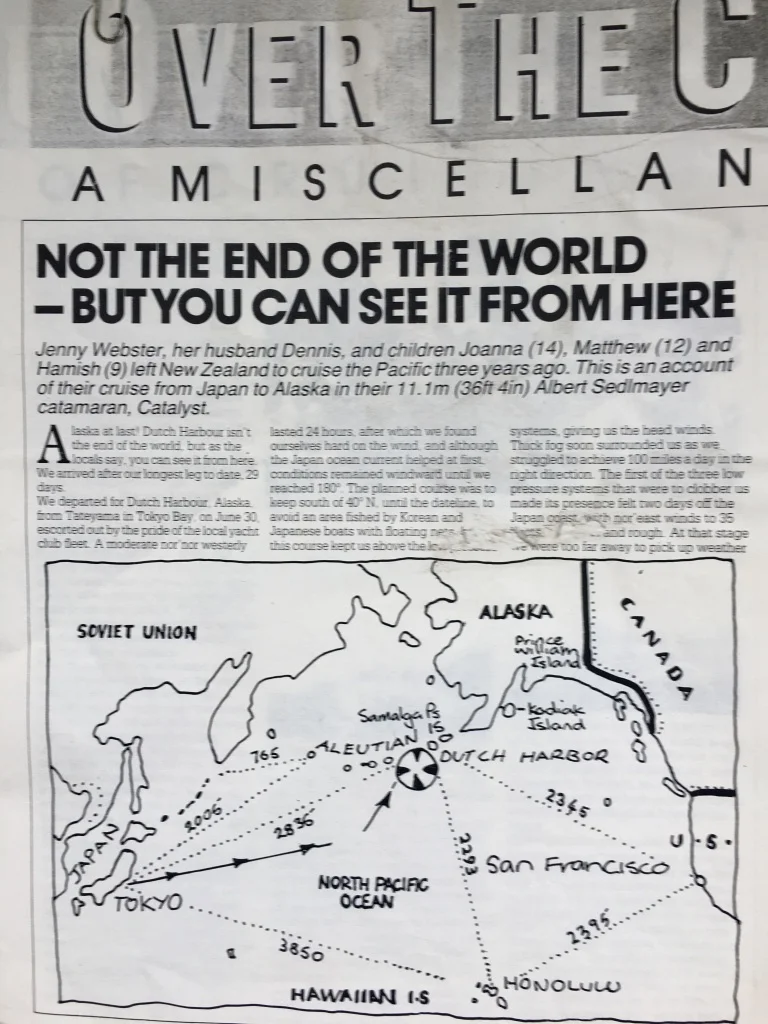 OVER THE C
A MISCELLAN
NOT THE END OF THE WORLD
– BUT YOU CAN SEE IT FROM HERE
Jenny Webster, her husband Dennis, and children Joanna (14), Matthew (12) and
Hamish (9) left New Zealand to cruise the Pacific three years ago. This is an account
of their cruise from Japan to Alaska in their 11.1m (36ft 4in) Albert Sedlmayer
catamaran, Catalyst.
Alaska at last! Dutch Harbour isn't
the end of the world, but as the
locals say, you can see it from here.
We arrived after our longest leg to date, 29
days.
We departed for Dutch Harbour, Alaska
from Tateyama in Tokyo Bay, on June 30,
escorted out by the pride of the local yacht
club fleet. A moderate nor'nor westerly
lasted 24 hours, after which we found
ourselves hard on the wind, and although
the Japan ocean current helped at first,
conditions remained windward until we
reached 180°. The planned course was to
keep south of 40°N, until the dateline, to
avoid an area fished by Korean and
Japanese boats with floating
this course kept us above the
systems, giving us the head winds.
Thick fog soon surrounded us as we
struggled to achieve 100 miles a day in the
right direction. The first of the three low
pressure systems that were to clobber us
made its presence felt two days off the
Japan coast, with nor'east winds to 35
and rough. At that stage
we were too far away to pick up weather
SOVIET UNION
ALASKA
CANADA
Prince
William
Island
Kodiak
Island
Samalga Ps
ALEUTIAN IS
DUTCH HARBOR
765
2006
2836
2345
2293
JAPAN
TOKYO
U.S.
San Francisco
NORTH PACIFIC
OCEAN
2395
3850
HONOLULU
HAWAIIAN I.S